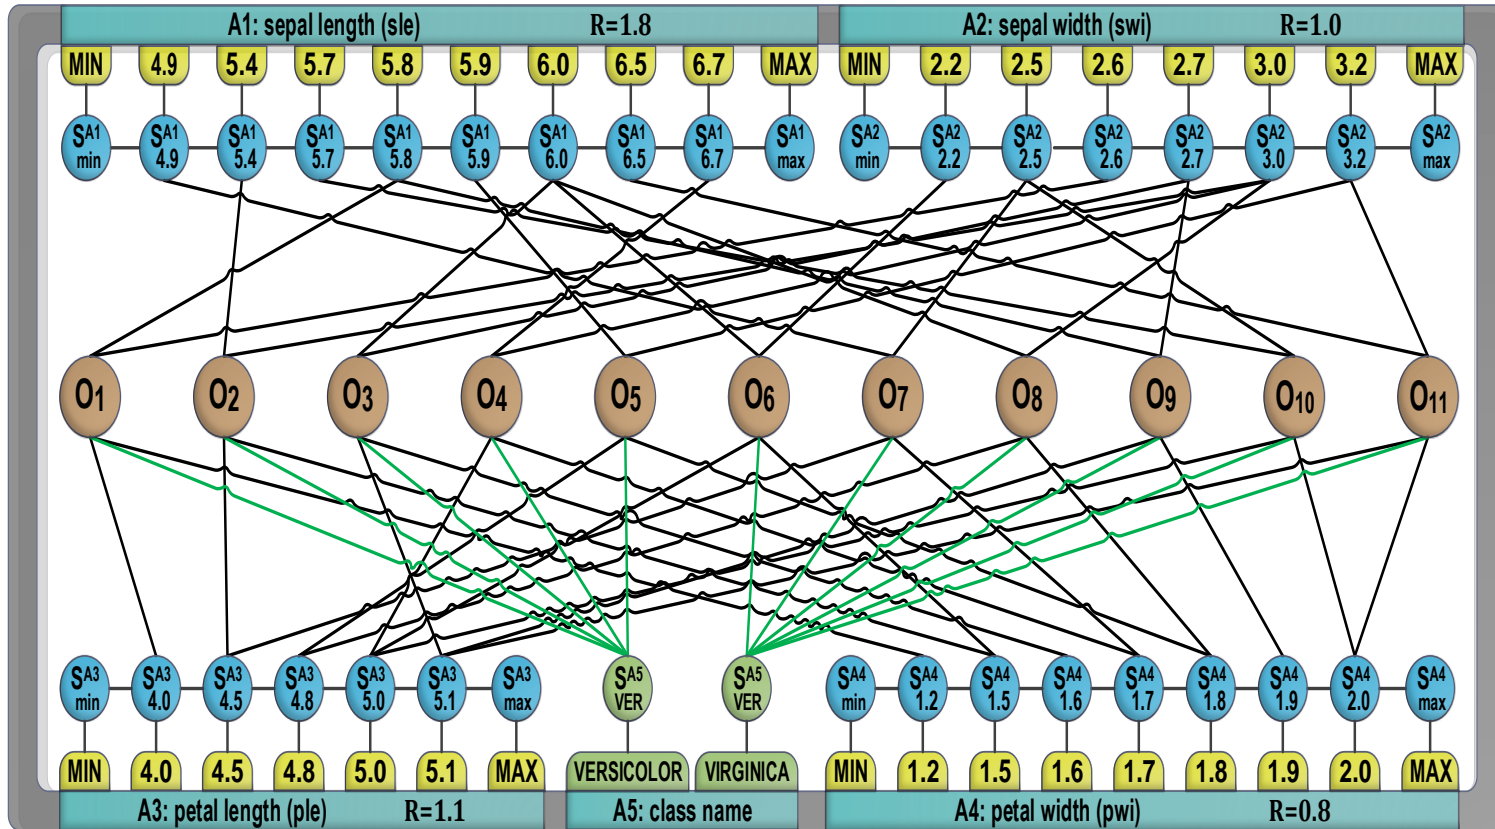 A1: sepal length (sle) R=1.8 A2: sepal width (swi) R=1.0
MIN 4.9 5.4 5.7 5.8 5.9 6.0 6.5 6.7 MAX MIN 2.2 2.5 2.6 2.7 3.0 3.2 MAX
SA1 SA1 SA1 SA1 SA1 SA1 SA1 SA1 SA1 SA1 SA2 SA2 SA2 SA2 SA2 SA2 SA2 SA2
min 4.9 5.4 5.7 5.8 5.9 6.0 6.5 6.7 max min 2.2 2.5 2.6 2.7 3.0 3.2 max
O1 O2 O3 O4 O5 O6 O7 O8 O9 O10 O11
SA3 SA3 SA3 SA3 SA3 SA3 SA3 SA5 SA5 SA4 SA4 SA4 SA4 SA4 SA4 SA4 SA4 SA4
min 4.0 4.5 4.8 5.0 5.1 max VER VER min 1.2 1.5 1.6 1.7 1.8 1.9 2.0 max
MIN 4.0 4.5 4.8 5.0 5.1 MAX VERSICOLOR VIRGINICA MIN 1.2 1.5 1.6 1.7 1.8 1.9 2.0 MAX
A3: petal length (ple) R=1.1 A5: class name A4: petal width (pwi) R=0.8